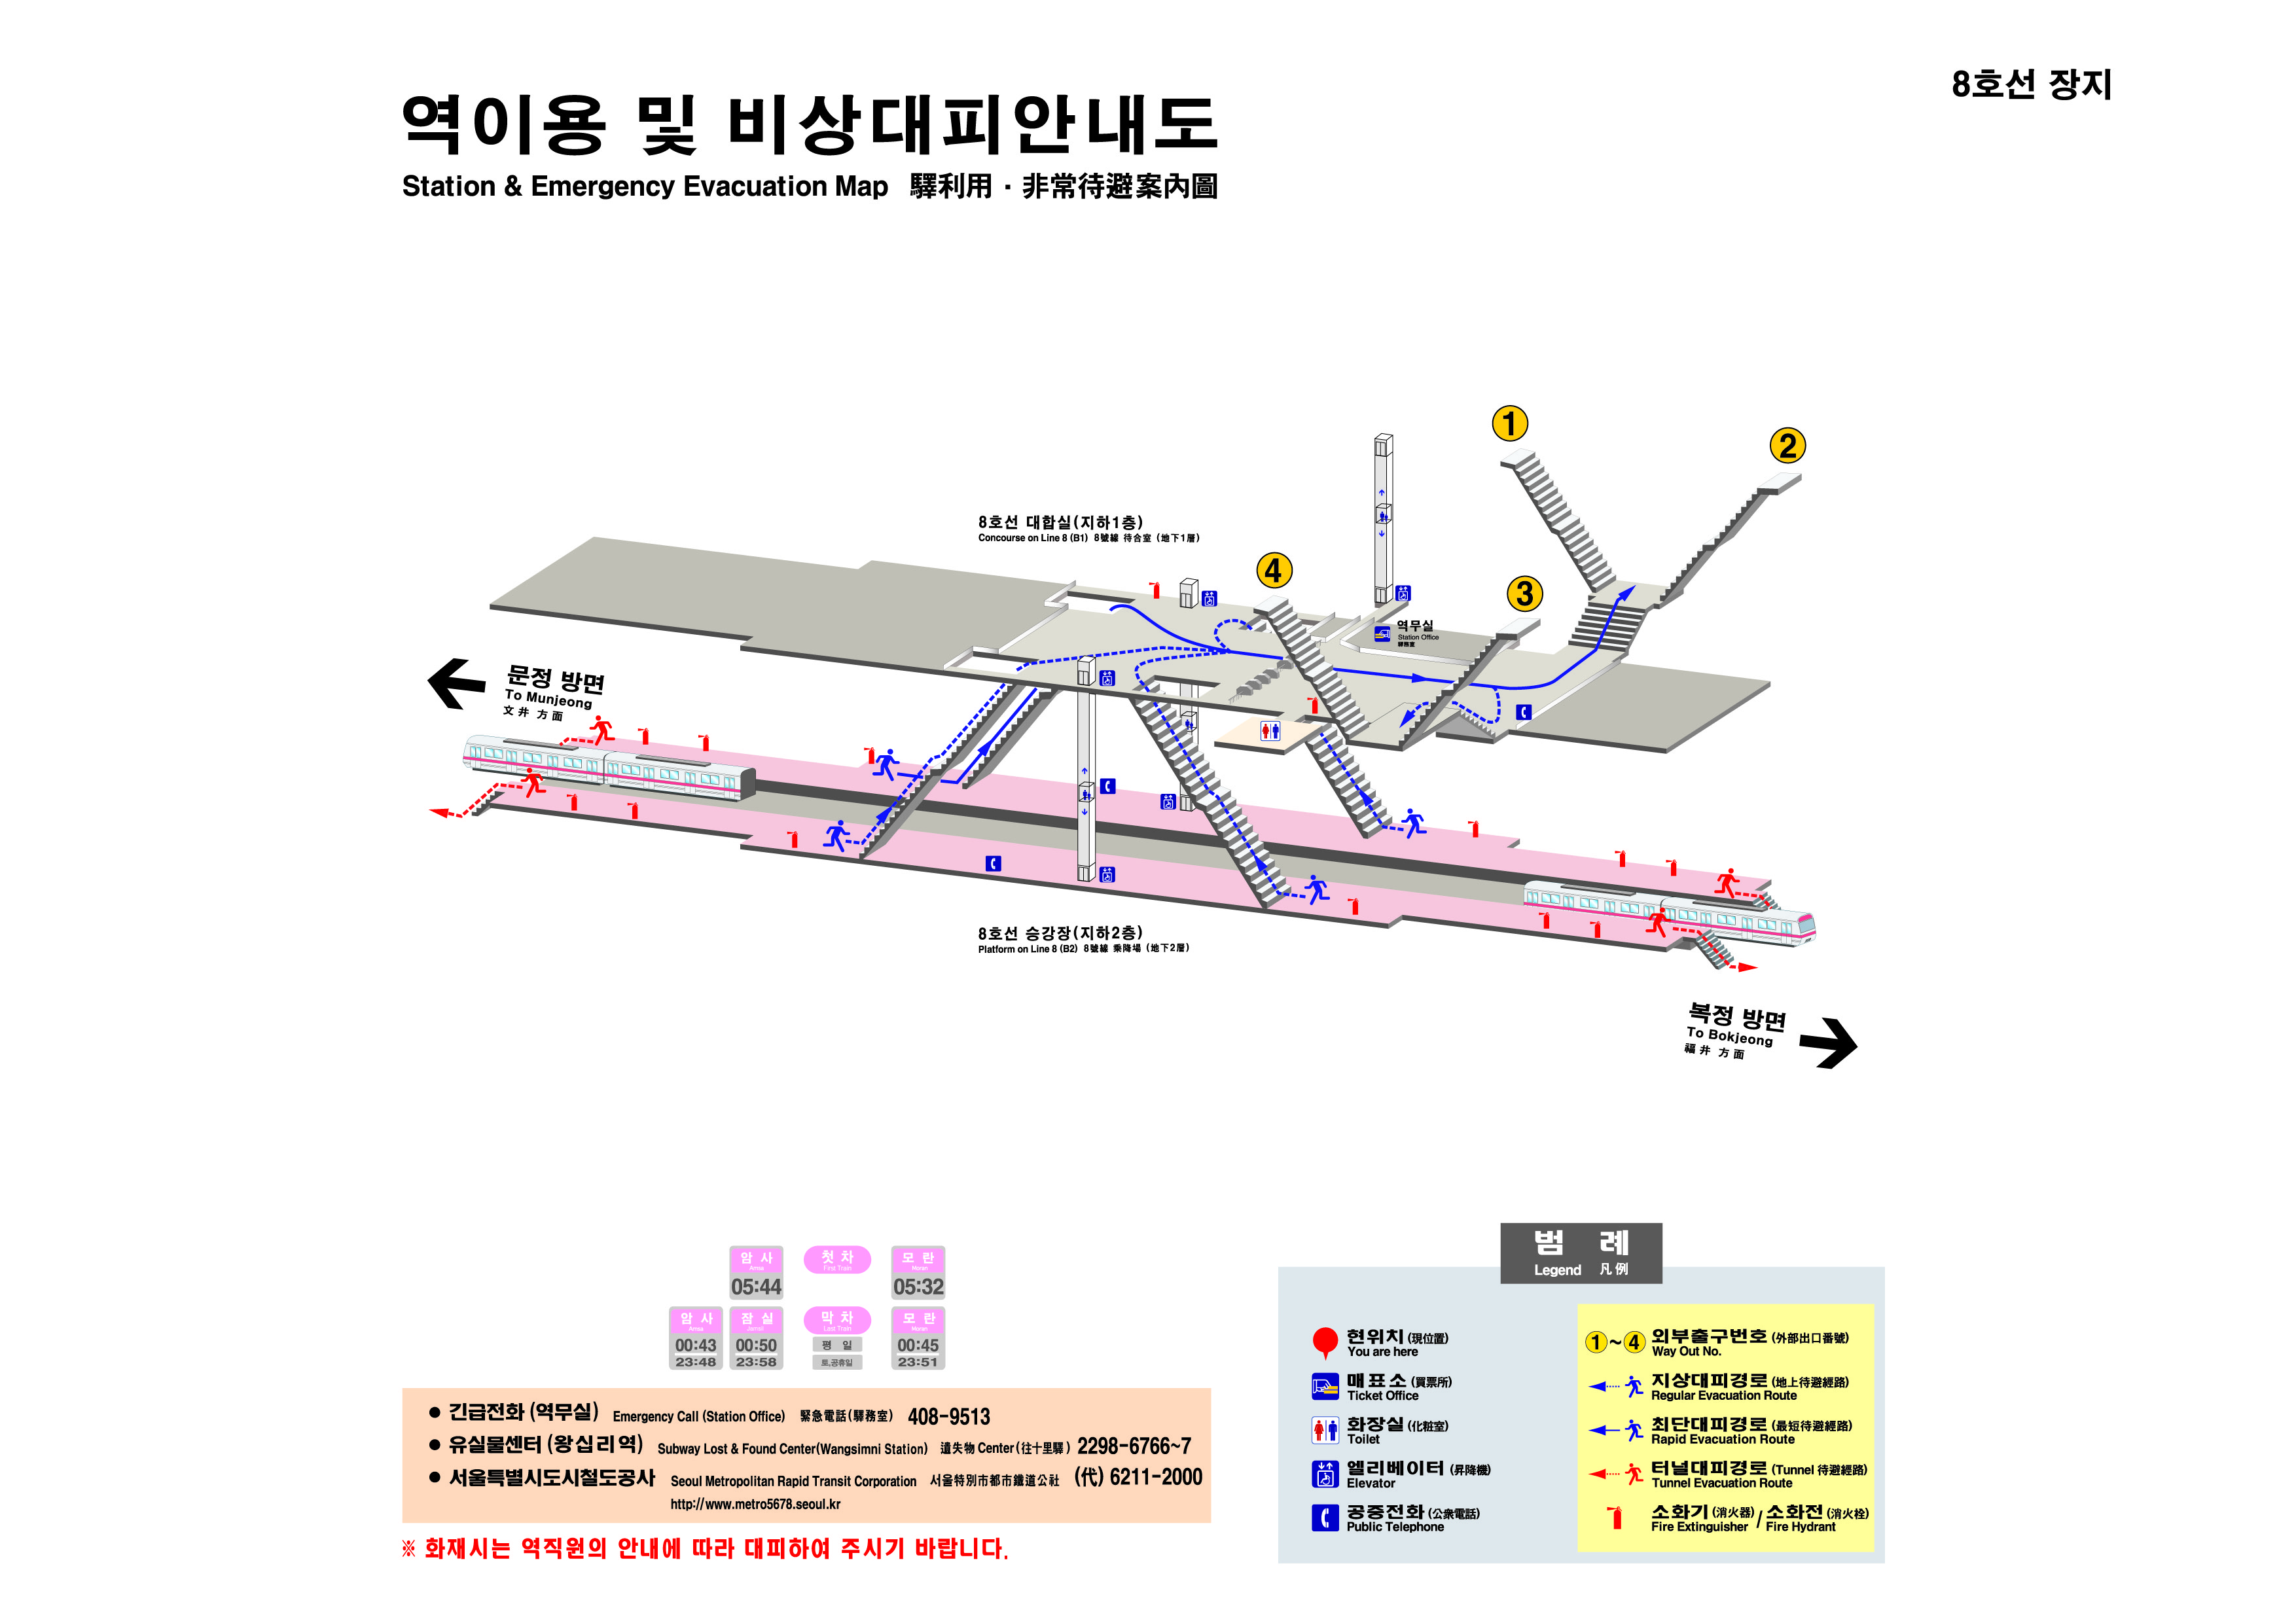 8호선 장지
역이용 및 비상대피안내도
Station & Emergency Evacuation Map 驛利用 · 非常待避案內圖
1
2
8호선 대합실(지하1층)
Concourse on Line 8 (B1) 8號線 待合室 (地下1層)
4
3
역무실
Station Office
驛務室
문정 방면
To Munjeong
文井 方面
8호선 승강장(지하2층)
Platform on Line 8 (B2) 8號線 乘降場 (地下2層)
복정 방면
To Bokjeong
福井 方面
암사
Amsa
05:44
첫차
First Train
모란
Moran
05:32
암사
Amsa
00:43
23:48
잠실
Jamsil
00:50
23:58
막차
Last Train
평 일
토,공휴일
모란
Moran
00:45
23:51
● 긴급전화 (역무실) Emergency Call (Station Office) 緊急電話(驛務室) 408-9513
● 유실물센터 (왕십리역) Subway Lost & Found Center(Wangsimni Station) 遺失物 Center(往十里驛) 2298-6766~7
● 서울특별시도시철도공사 Seoul Metropolitan Rapid Transit Corporation 서울特別市都市鐵道公社 (代) 6211-2000
http://www.metro5678.seoul.kr
※ 화재시는 역직원의 안내에 따라 대피하여 주시기 바랍니다.
범 례
Legend 凡例
현위치 (現位置)
You are here
매표소 (買票所)
Ticket Office
화장실 (化粧室)
Toilet
엘리베이터 (昇降機)
Elevator
공중전화 (公衆電話)
Public Telephone
1~4 외부출구번호 (外部出口番號)
Way Out No.
지상대피경로 (地上待避經路)
Regular Evacuation Route
최단대피경로 (最短待避經路)
Rapid Evacuation Route
터널대피경로 (Tunnel 待避經路)
Tunnel Evacuation Route
소화기 (消火器) / 소화전 (消火栓)
Fire Extinguisher / Fire Hydrant